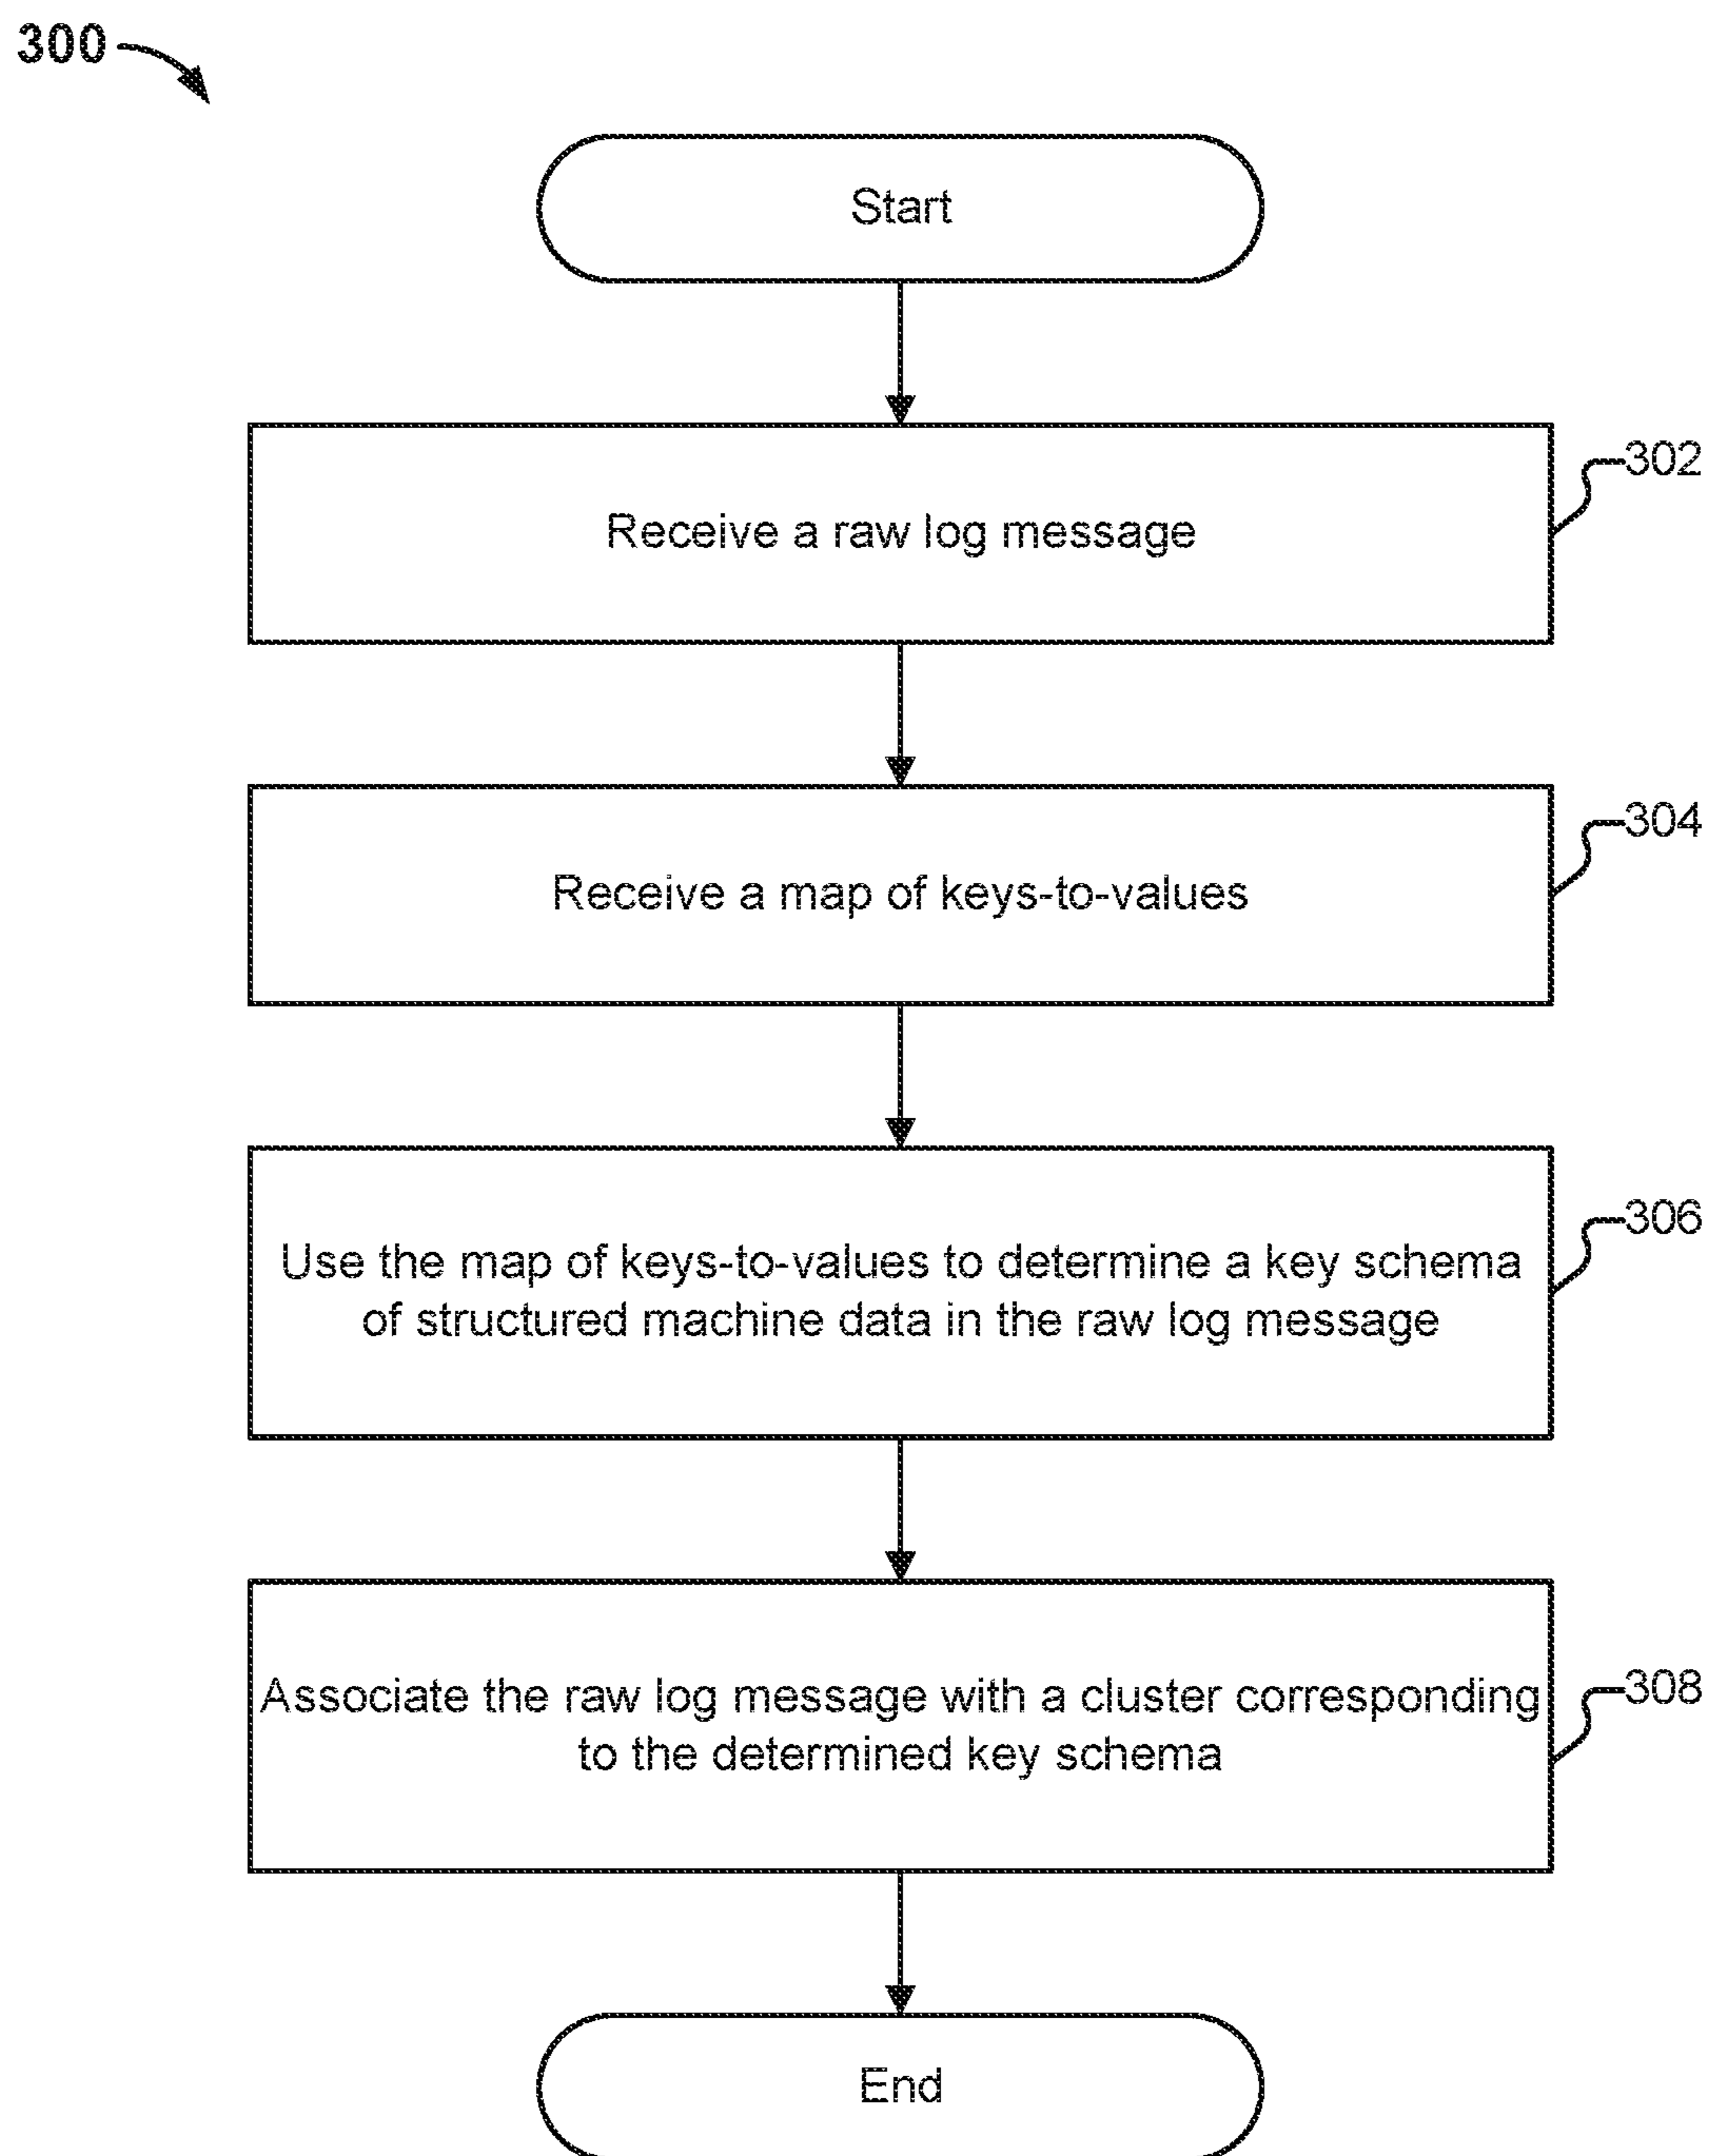 300
Start
Receive a raw log message
302
Receive a map of keys-to-values
304
Use the map of keys-to-values to determine a key schema
of structured machine data in the raw log message
306
Associate the raw log message with a cluster corresponding
to the determined key schema
308
End